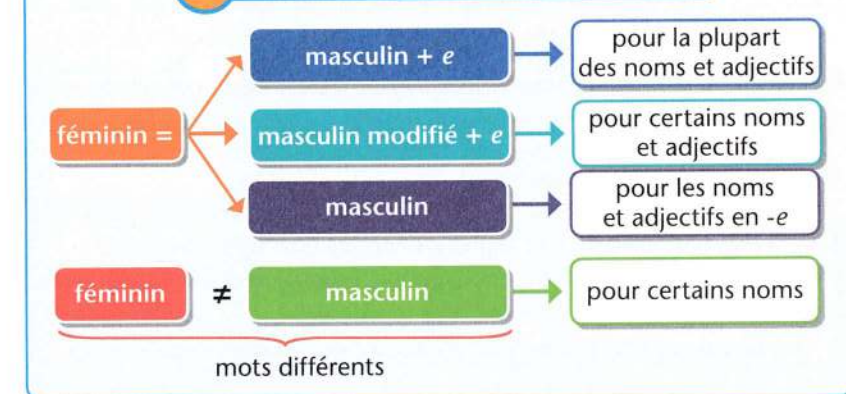 masculin + e
pour la plupart
des noms et adjectifs
féminin =
masculin modifié + e
pour certains noms
et adjectifs
masculin
pour les noms
et adjectifs en -e
féminin
≠
masculin
pour certains noms
mots différents